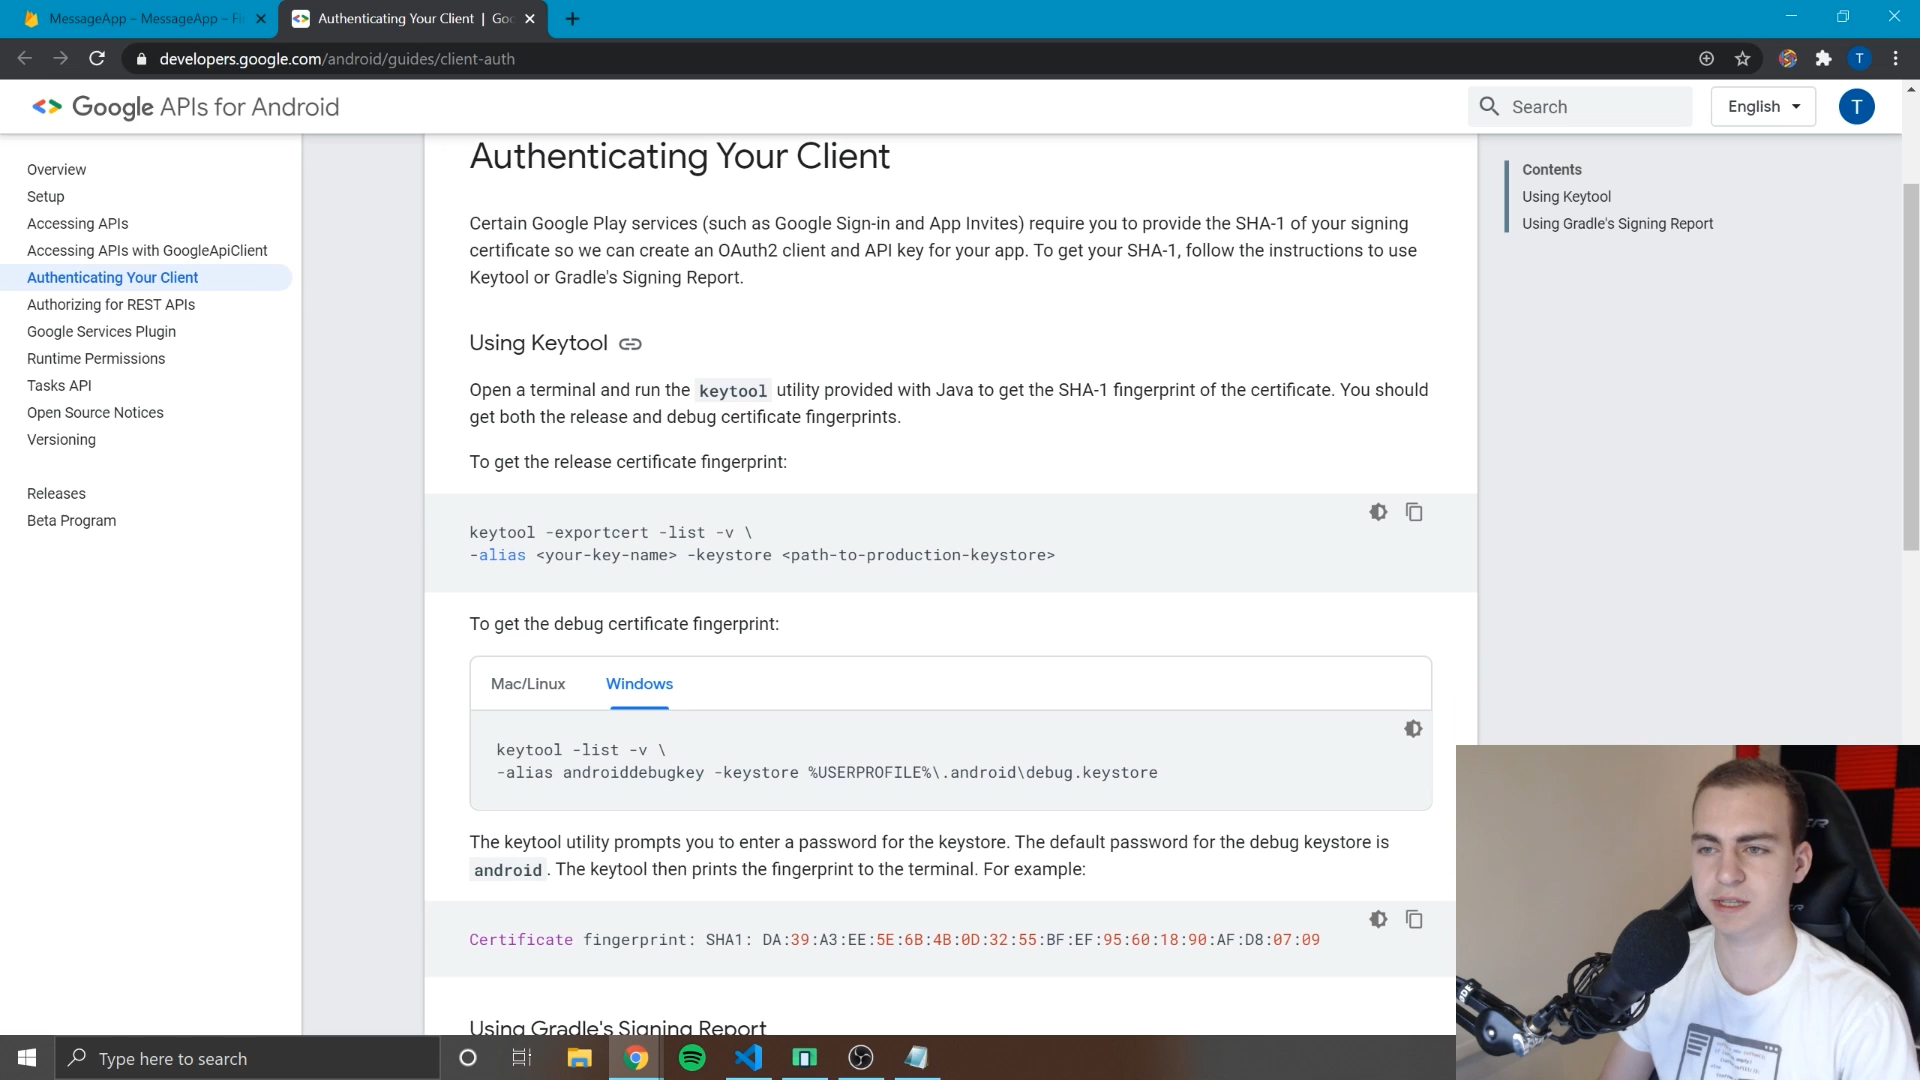 MessageApp – MessageApp – Fi
Authenticating Your Client | Goo
developers.google.com/android/guides/client-auth
T
Google APIs for Android
Search
English
T
Overview
Setup
Accessing APIs
Accessing APIs with GoogleApiClient
Authenticating Your Client
Authorizing for REST APIs
Google Services Plugin
Runtime Permissions
Tasks API
Open Source Notices
Versioning
Releases
Beta Program
Authenticating Your Client
Certain Google Play services (such as Google Sign-in and App Invites) require you to provide the SHA-1 of your signing
certificate so we can create an OAuth2 client and API key for your app. To get your SHA-1, follow the instructions to use
Keytool or Gradle's Signing Report.
Using Keytool
Open a terminal and run the keytool utility provided with Java to get the SHA-1 fingerprint of the certificate. You should
get both the release and debug certificate fingerprints.
To get the release certificate fingerprint:
keytool -exportcert -list -v \
-alias <your-key-name> -keystore <path-to-production-keystore>
To get the debug certificate fingerprint:
Mac/Linux
Windows
keytool -list -v \
-alias androiddebugkey -keystore %USERPROFILE%\.android\debug.keystore
The keytool utility prompts you to enter a password for the keystore. The default password for the debug keystore is
android. The keytool then prints the fingerprint to the terminal. For example:
Certificate fingerprint: SHA1: DA:39:A3:EE:5E:6B:4B:0D:32:55:BF:EF:95:60:18:90:AF:D8:07:09
Using Gradle's Signing Report
Contents
Using Keytool
Using Gradle's Signing Report
Type here to search